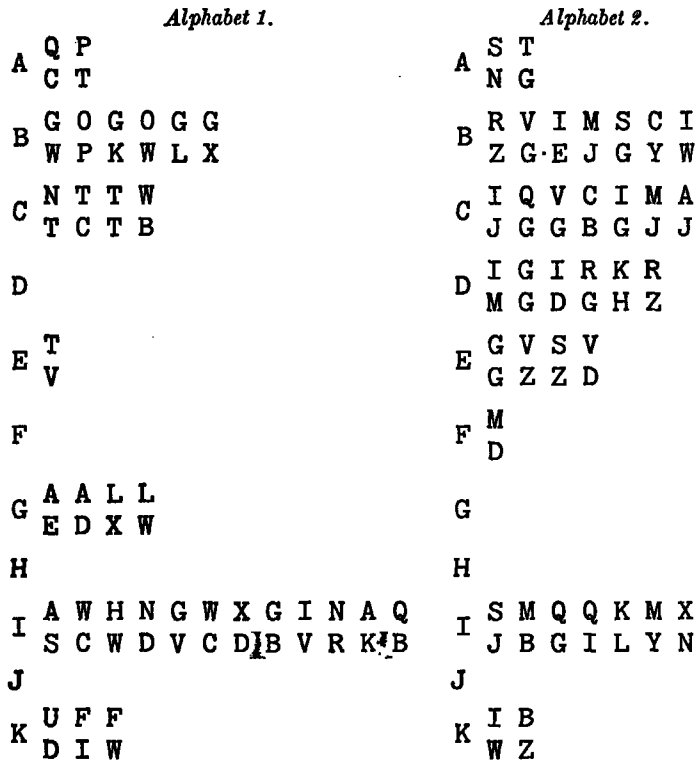 Alphabet 1. Alphabet 2.
Q P S T
A A
C T N G
G O G O G G R V I M S C I
B B
W P K W L X Z G·E J G Y W
N T T W I Q V C I M A
C C
T C T B J G G B G J J
I G I R K R
D D
M G D G H Z
T G V S V
E E
V G Z Z D
M
F F
D
A A L L
G G
E D X W
H H
A W H N G W X G I N A Q S M Q Q K M X
I I
S C W D V C D B V R K B J B G I L Y N
J J
U F F I B
K K
D I W W Z